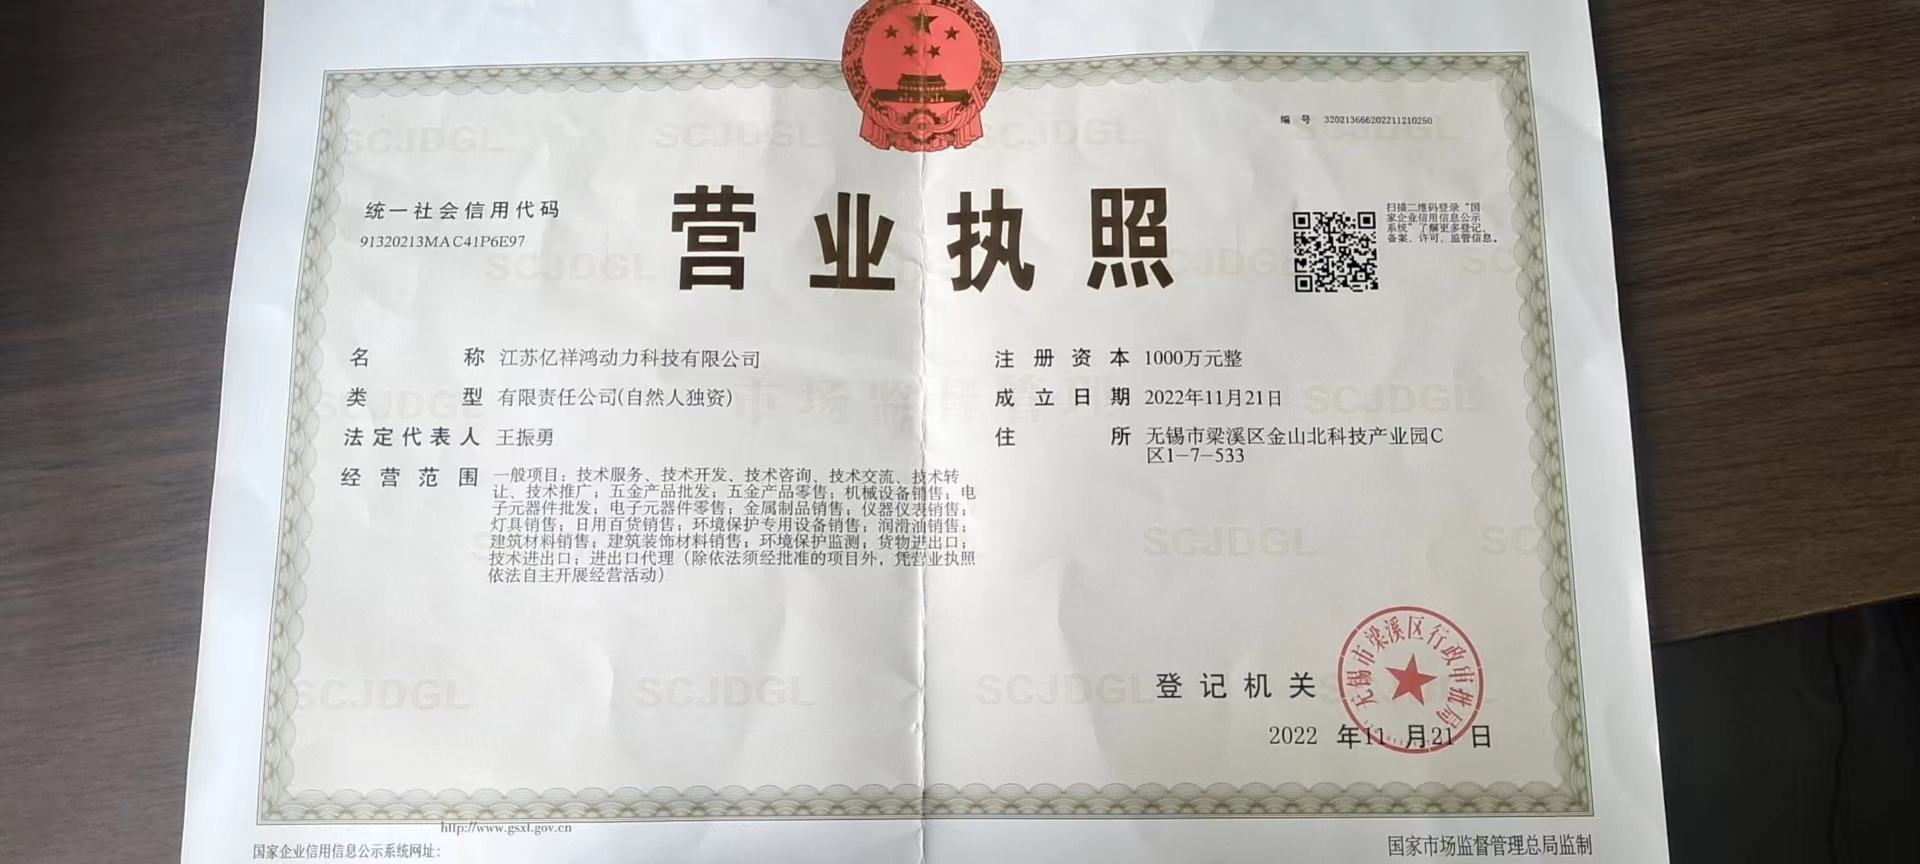 编 号 320213666202211210250
统一社会信用代码
91320213MAC41P6E97
营业执照
扫描二维码登录“国
家企业信用信息公示
系统”了解更多登记、
备案、许可、监管信息。
名 称 江苏亿祥鸿动力科技有限公司
类 型 有限责任公司(自然人独资)
法定代表人 王振勇
经营范围 一般项目：技术服务、技术开发、技术咨询、技术交流、技术转
让、技术推广；五金产品批发；五金产品零售；机械设备销售；电
子元器件批发；电子元器件零售；金属制品销售；仪器仪表销售；
灯具销售；日用百货销售；环境保护专用设备销售；润滑油销售；
建筑材料销售；建筑装饰材料销售；环境保护监测；货物进出口；
技术进出口；进出口代理（除依法须经批准的项目外，凭营业执照
依法自主开展经营活动）
注册资本 1000万元整
成立日期 2022年11月21日
住 所 无锡市梁溪区金山北科技产业园C
区1-7-533
登记机关
无锡市梁溪区行政审批局
2022 年11 月21 日
http://www.gsxt.gov.cn
国家企业信用信息公示系统网址：
国家市场监督管理总局监制
SCJDGL